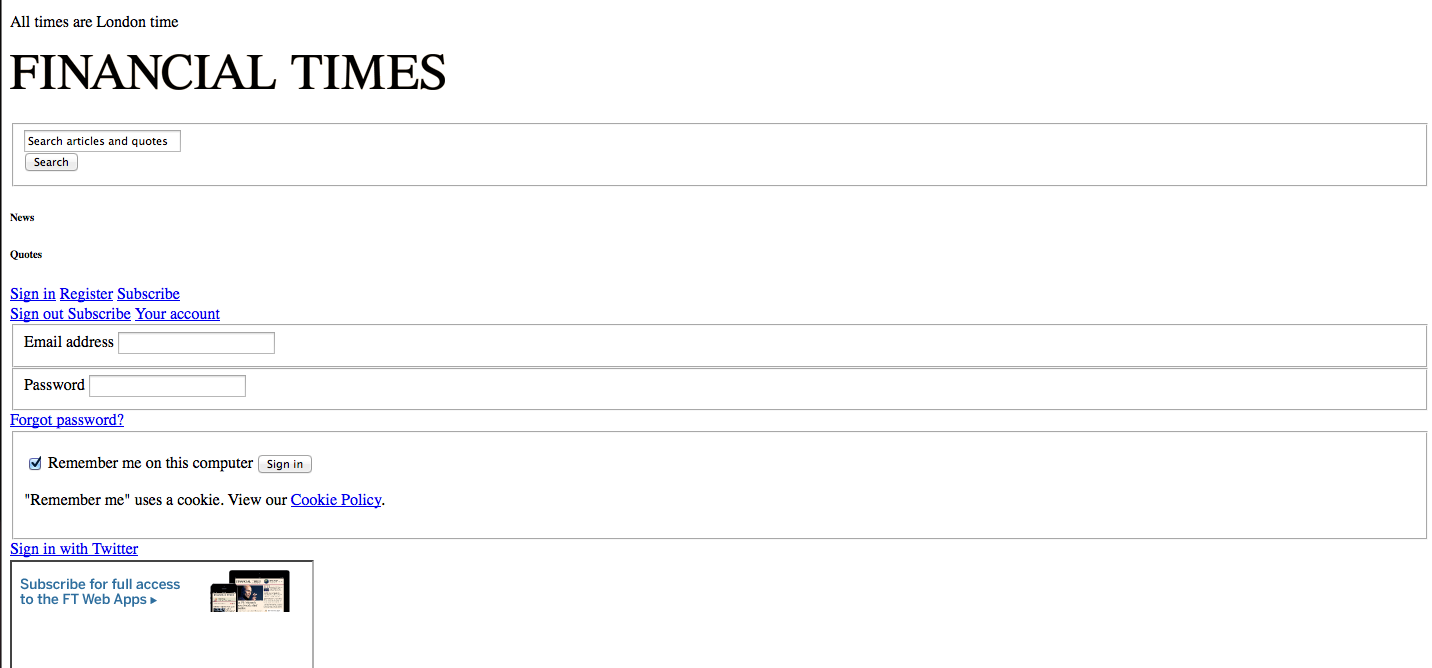 All times are London time
FINANCIAL TIMES
Search articles and quotes
Search
News
Quotes
Sign in Register Subscribe
Sign out Subscribe Your account
Email address
Password
Forgot password?
Remember me on this computer Sign in
"Remember me" uses a cookie. View our Cookie Policy.
Sign in with Twitter
Subscribe for full access
to the FT Web Apps ▸